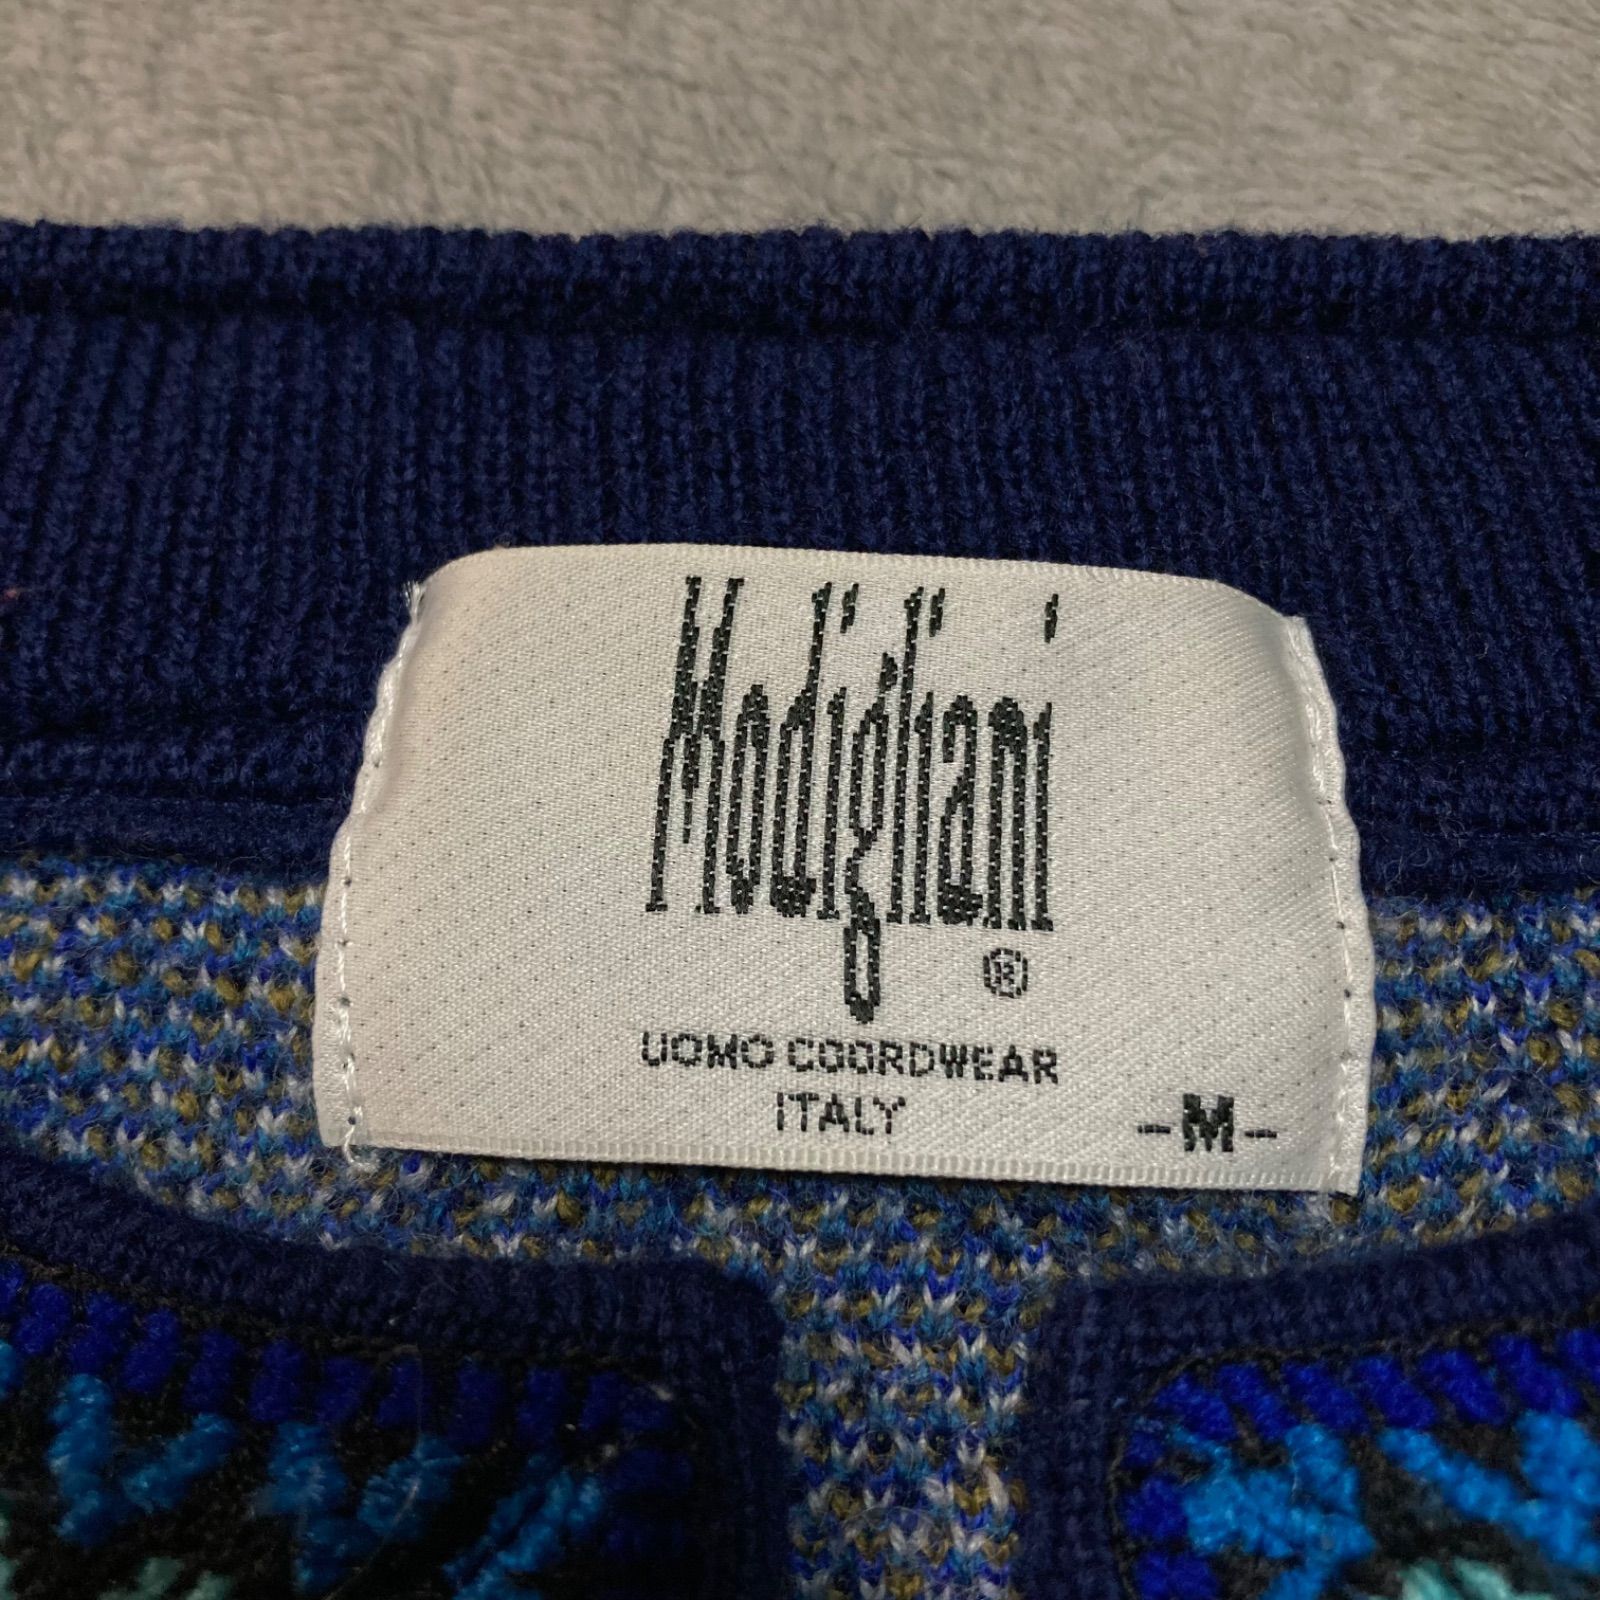 Modigliani
®
UOMO COORDWEAR
ITALY
-M-